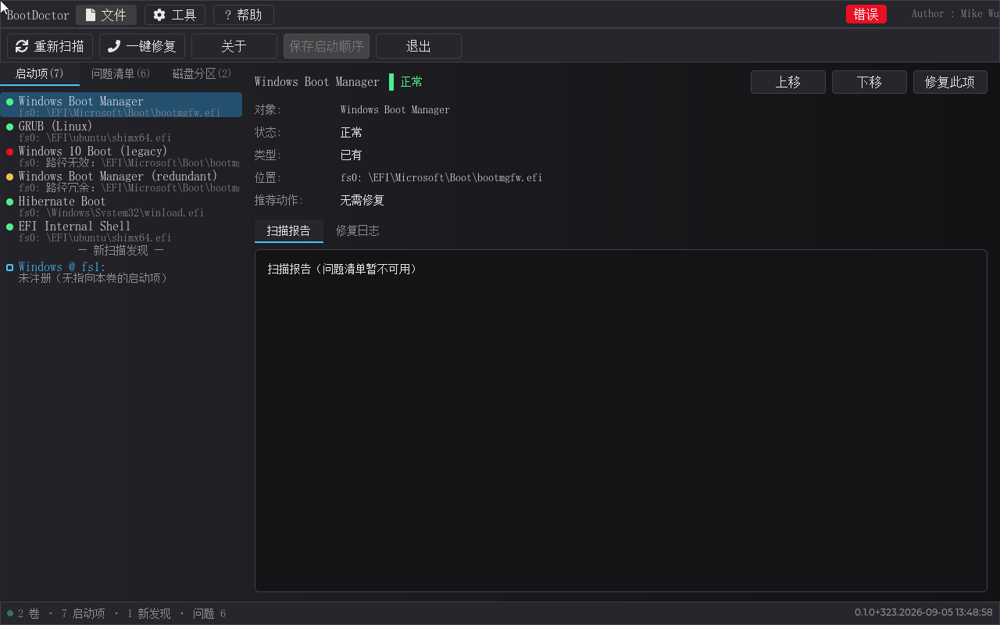 BootDoctor 文件 工具 ? 帮助 错误 Author : Mike Wu
重新扫描 一键修复 关于 保存启动顺序 退出
启动项(7) 问题清单(6) 磁盘分区(2)
Windows Boot Manager
fs0: \EFI\Microsoft\Boot\bootmgfw.efi
GRUB (Linux)
fs0: \EFI\ubuntu\shimx64.efi
Windows 10 Boot (legacy)
fs0: 路径无效: \EFI\Microsoft\Boot\bootm
Windows Boot Manager (redundant)
fs0: 路径冗余: \EFI\Microsoft\Boot\bootm
Hibernate Boot
fs0: \Windows\System32\winload.efi
EFI Internal Shell
fs0: \EFI\ubuntu\shimx64.efi
— 新扫描发现 —
Windows @ fs1:
未注册（无指向本卷的启动项）
Windows Boot Manager 正常 上移 下移 修复此项
对象: Windows Boot Manager
状态: 正常
类型: 已有
位置: fs0: \EFI\Microsoft\Boot\bootmgfw.efi
推荐动作: 无需修复
扫描报告 修复日志
扫描报告（问题清单暂不可用）
2 卷 · 7 启动项 · 1 新发现 · 问题 6 0.1.0+323.2026-09-05 13:48:58